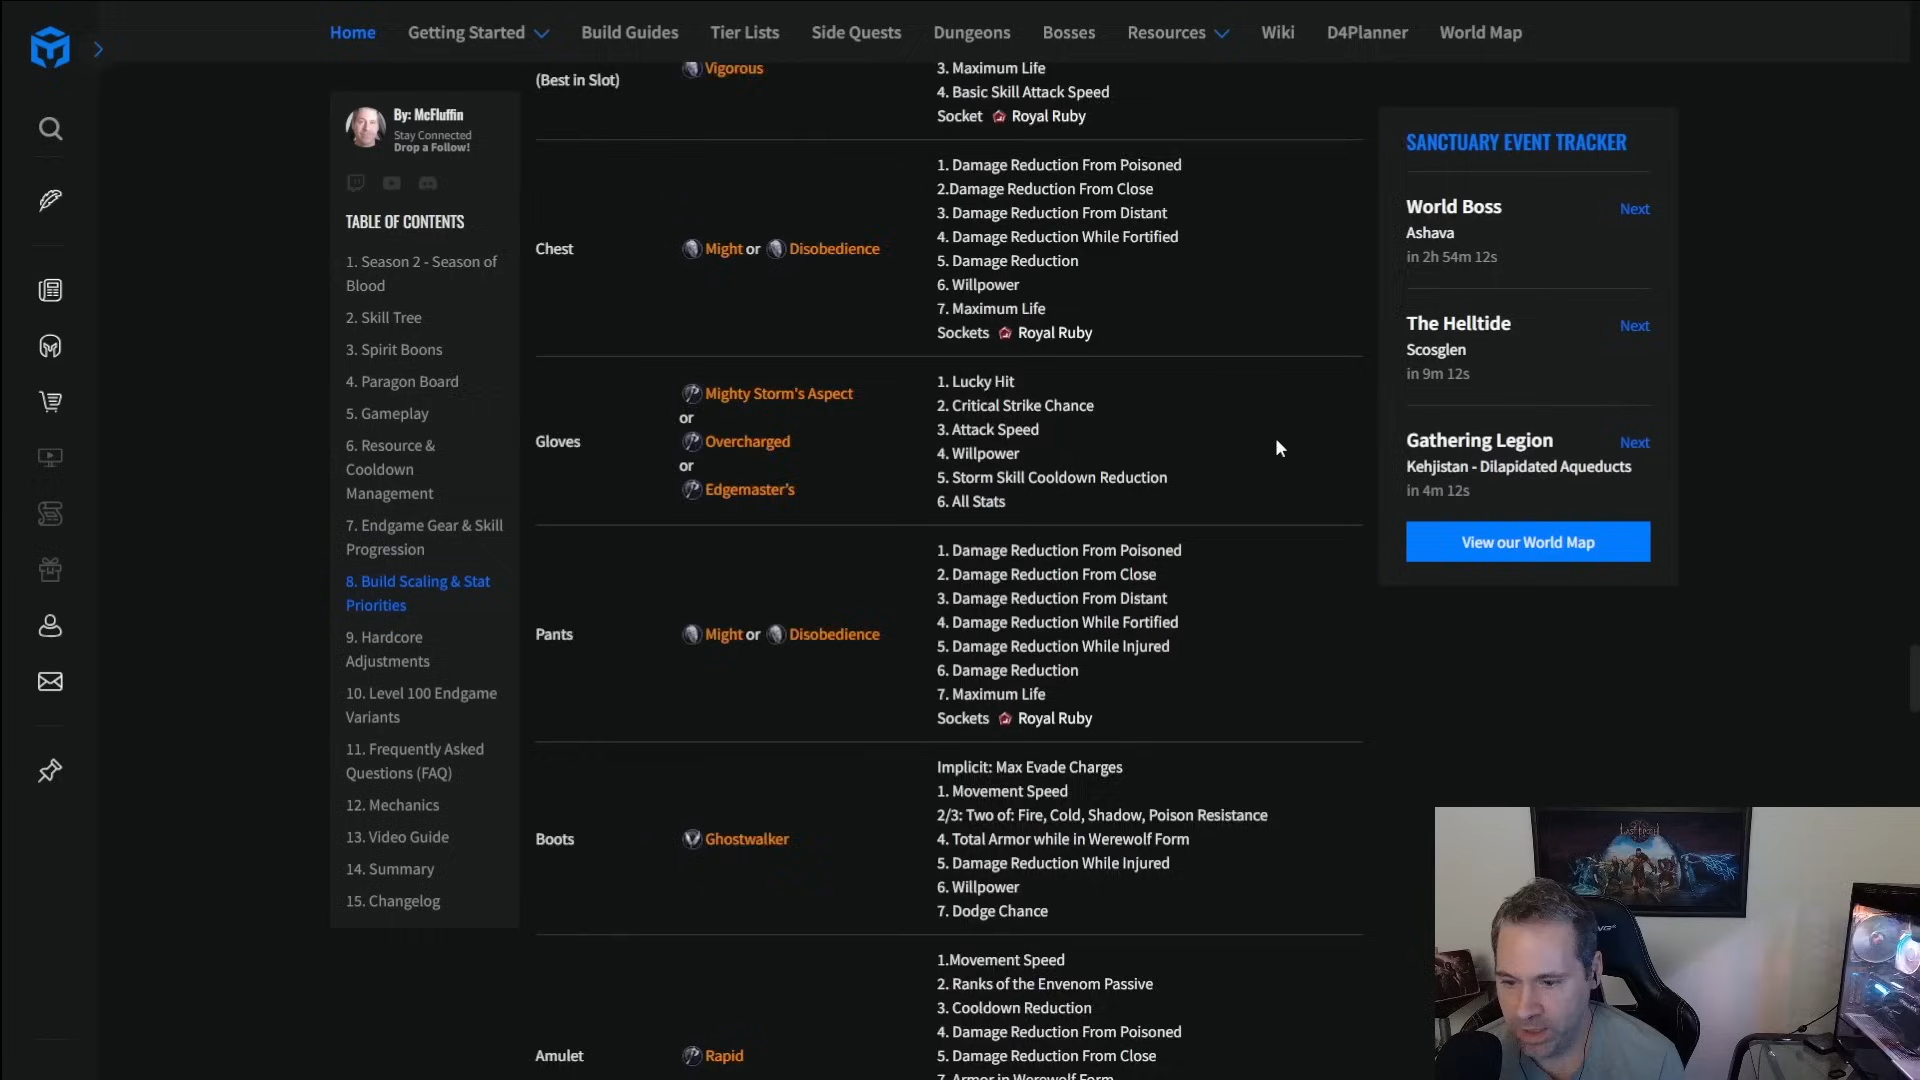 Home Getting Started Build Guides Tier Lists Side Quests Dungeons Bosses Resources Wiki D4Planner World Map
By: McFluffin
Stay Connected
Drop a Follow!
TABLE OF CONTENTS
1. Season 2 - Season of
Blood
2. Skill Tree
3. Spirit Boons
4. Paragon Board
5. Gameplay
6. Resource &
Cooldown
Management
7. Endgame Gear & Skill
Progression
8. Build Scaling & Stat
Priorities
9. Hardcore
Adjustments
10. Level 100 Endgame
Variants
11. Frequently Asked
Questions (FAQ)
12. Mechanics
13. Video Guide
14. Summary
15. Changelog
(Best in Slot)
Vigorous
3. Maximum Life
4. Basic Skill Attack Speed
Socket Royal Ruby
Chest
Might or Disobedience
1. Damage Reduction From Poisoned
2.Damage Reduction From Close
3. Damage Reduction From Distant
4. Damage Reduction While Fortified
5. Damage Reduction
6. Willpower
7. Maximum Life
Sockets Royal Ruby
Gloves
Mighty Storm's Aspect
or
Overcharged
or
Edgemaster's
1. Lucky Hit
2. Critical Strike Chance
3. Attack Speed
4. Willpower
5. Storm Skill Cooldown Reduction
6. All Stats
Pants
Might or Disobedience
1. Damage Reduction From Poisoned
2. Damage Reduction From Close
3. Damage Reduction From Distant
4. Damage Reduction While Fortified
5. Damage Reduction While Injured
6. Damage Reduction
7. Maximum Life
Sockets Royal Ruby
Boots
Ghostwalker
Implicit: Max Evade Charges
1. Movement Speed
2/3: Two of: Fire, Cold, Shadow, Poison Resistance
4. Total Armor while in Werewolf Form
5. Damage Reduction While Injured
6. Willpower
7. Dodge Chance
Amulet
Rapid
1.Movement Speed
2. Ranks of the Envenom Passive
3. Cooldown Reduction
4. Damage Reduction From Poisoned
5. Damage Reduction From Close
7. Armor in Werewolf Form
SANCTUARY EVENT TRACKER
World Boss Next
Ashava
in 2h 54m 12s
The Helltide Next
Scosglen
in 9m 12s
Gathering Legion Next
Kehjistan - Dilapidated Aqueducts
in 4m 12s
View our World Map
LAST EPOCH